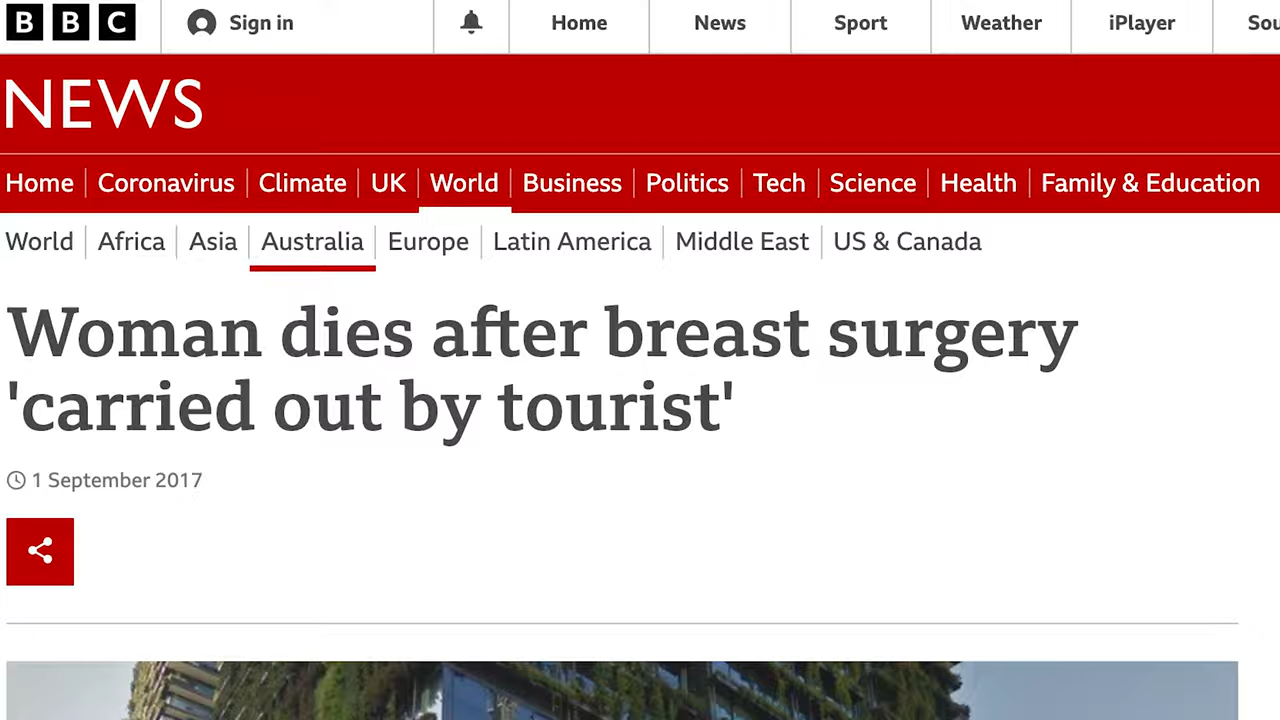 BBC Sign in Home News Sport Weather iPlayer
NEWS
Home Coronavirus Climate UK World Business Politics Tech Science Health Family & Education
World Africa Asia Australia Europe Latin America Middle East US & Canada
Woman dies after breast surgery
'carried out by tourist'
1 September 2017